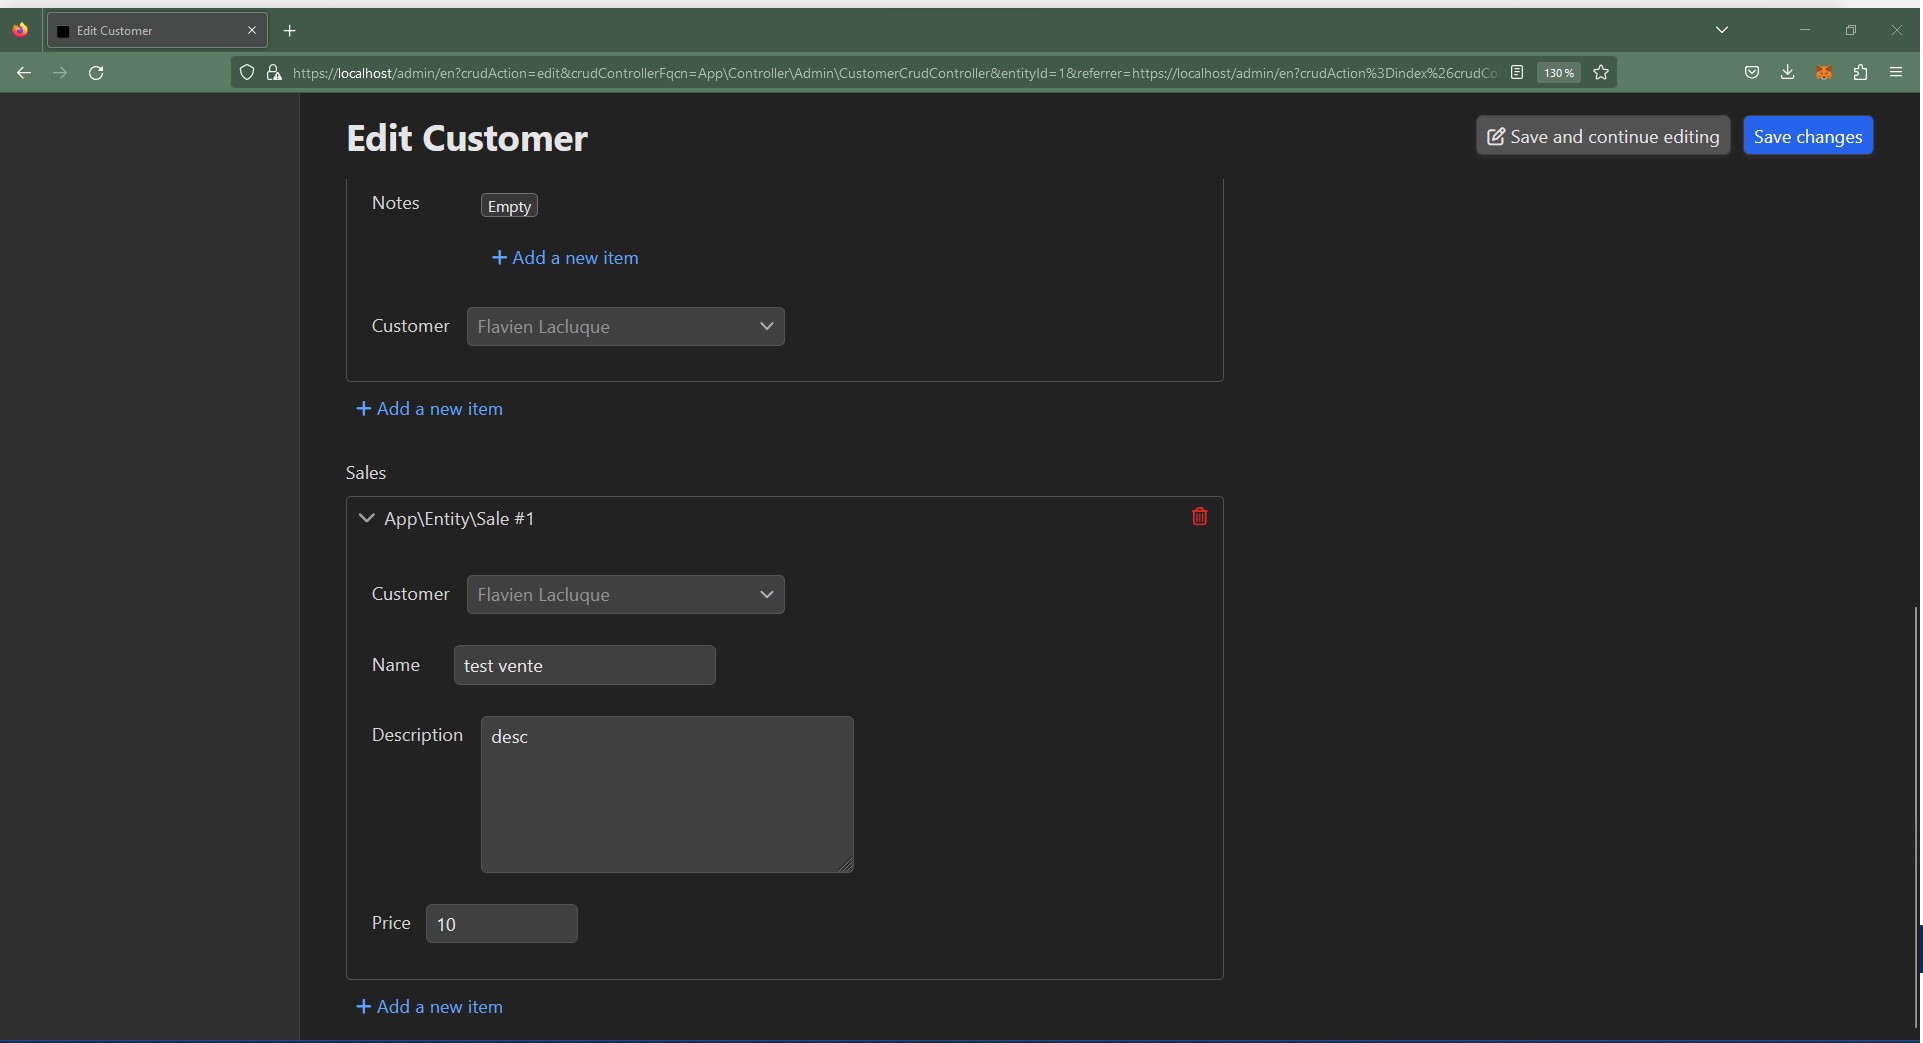 Edit Customer
https://localhost/admin/en?crudAction=edit&crudControllerFqcn=App\Controller\Admin\CustomerCrudController&entityId=1&referrer=https://localhost/admin/en?crudAction%3Dindex%26crudCo
130%
Edit Customer
Save and continue editing
Save changes
Notes
Empty
+ Add a new item
Customer
Flavien Lacluque
+ Add a new item
Sales
App\Entity\Sale #1
Customer
Flavien Lacluque
Name
test vente
Description
desc
Price
10
+ Add a new item